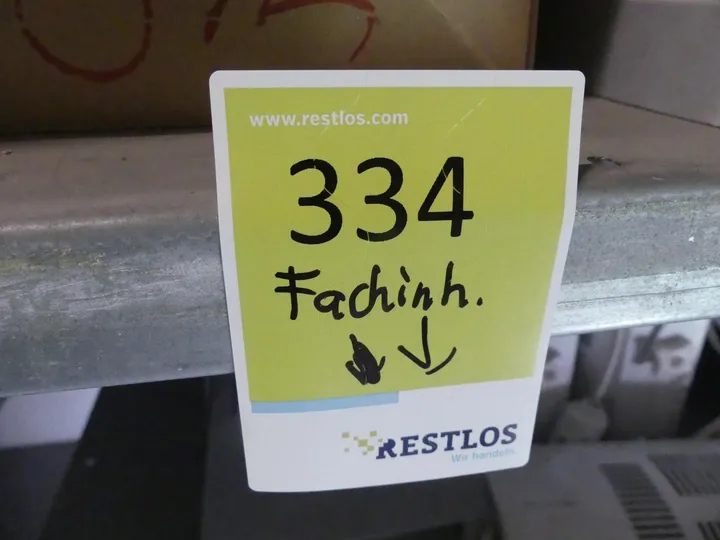 www.restlos.com
334
Fachinh.
RESTLOS
Wir handeln.